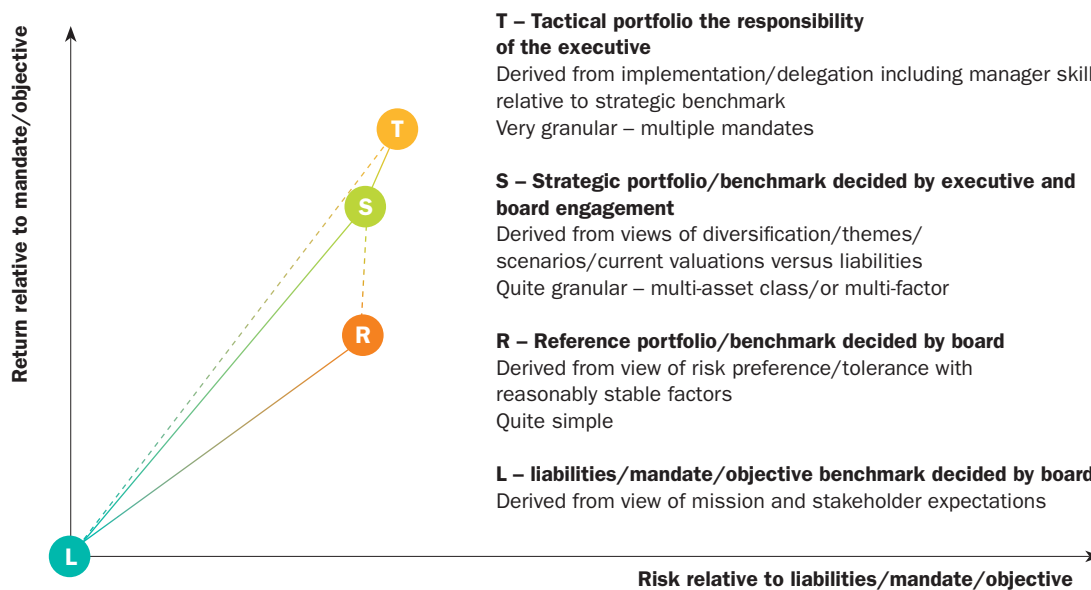 Return relative to mandate/objective
T
S
R
L
Risk relative to liabilities/mandate/objective
T – Tactical portfolio the responsibility
of the executive
Derived from implementation/delegation including manager skill
relative to strategic benchmark
Very granular – multiple mandates
S – Strategic portfolio/benchmark decided by executive and
board engagement
Derived from views of diversification/themes/
scenarios/current valuations versus liabilities
Quite granular – multi-asset class/or multi-factor
R – Reference portfolio/benchmark decided by board
Derived from view of risk preference/tolerance with
reasonably stable factors
Quite simple
L – liabilities/mandate/objective benchmark decided by board
Derived from view of mission and stakeholder expectations